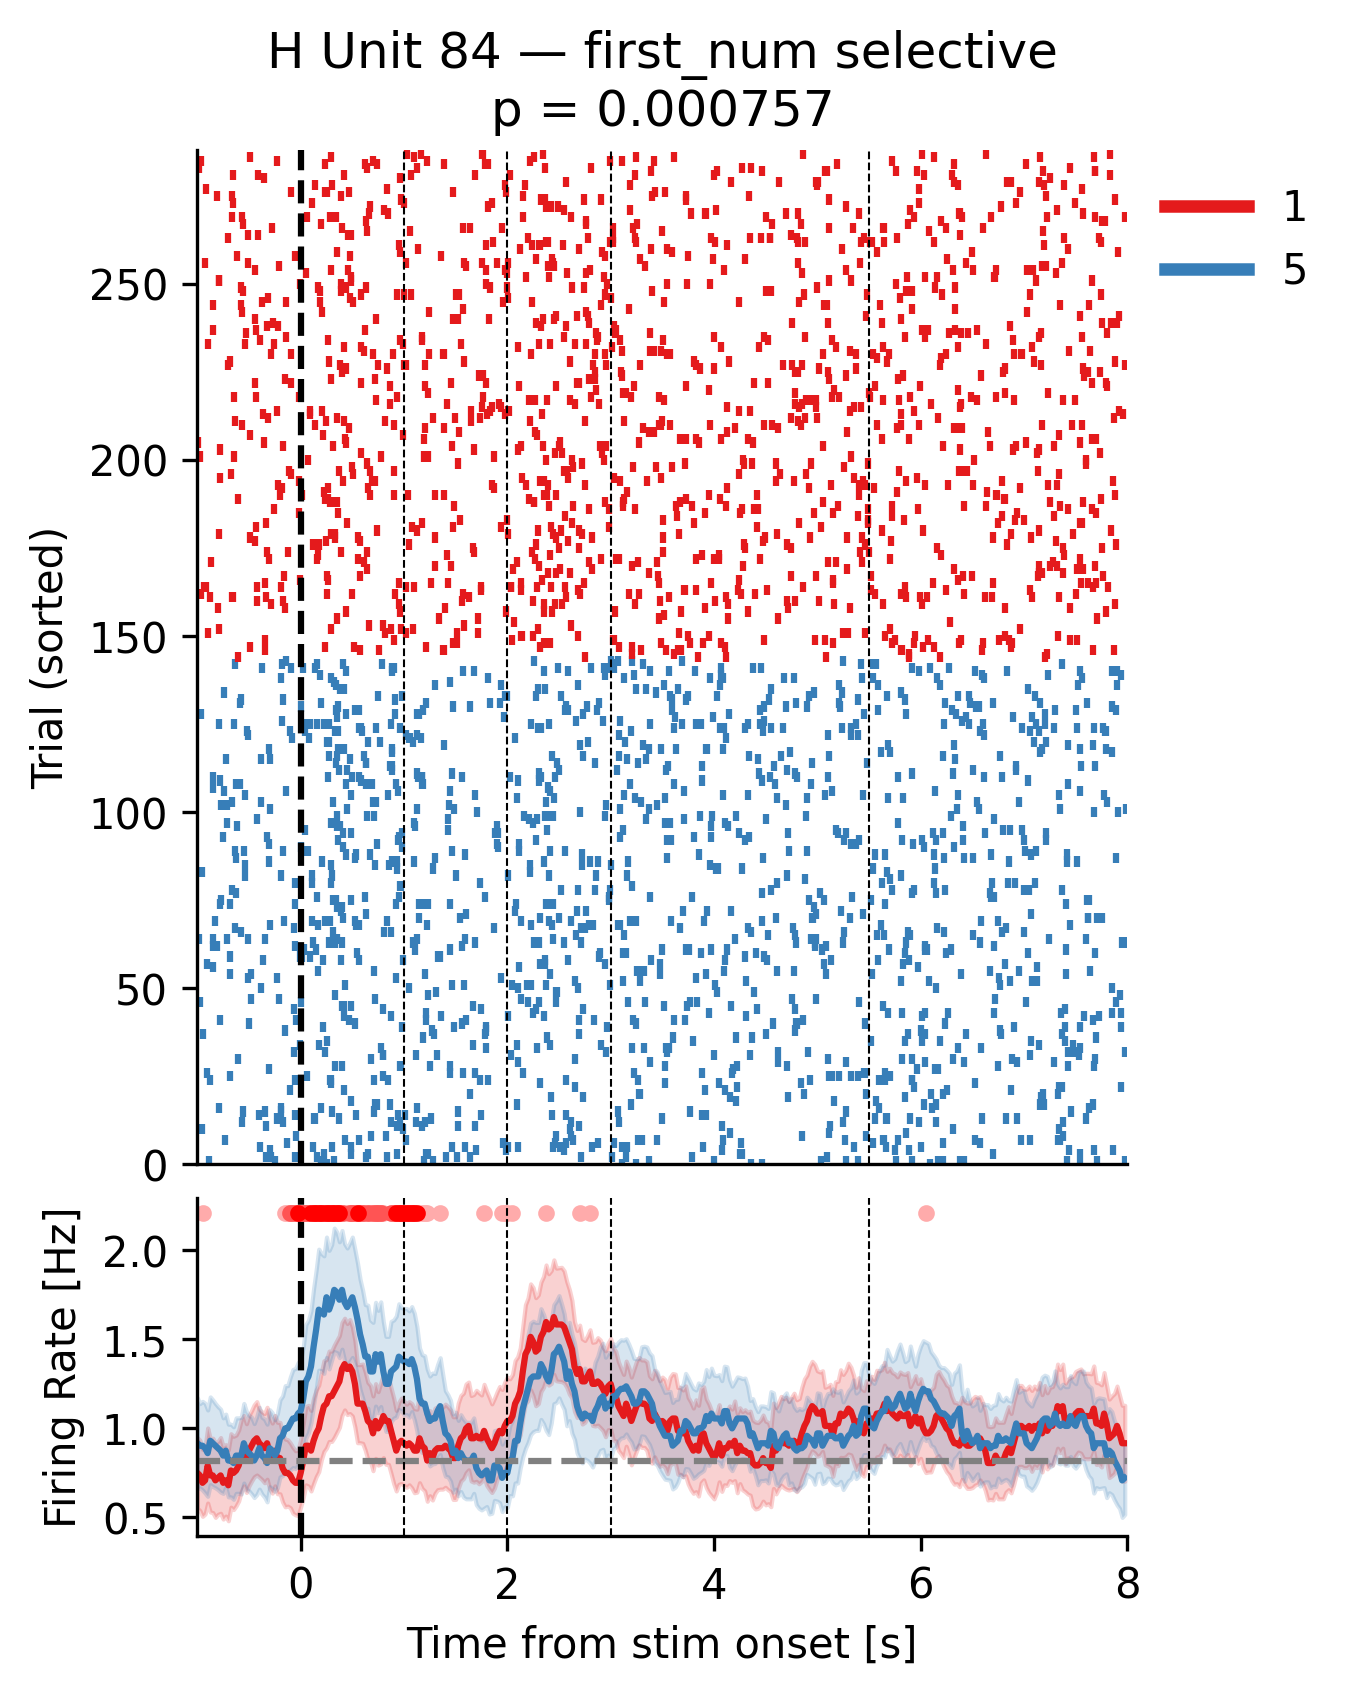 H Unit 84 — first_num selective
p = 0.000757
1
5
Trial (sorted)
250
200
150
100
50
0
Firing Rate [Hz]
2.0
1.5
1.0
0.5
0 2 4 6 8
Time from stim onset [s]